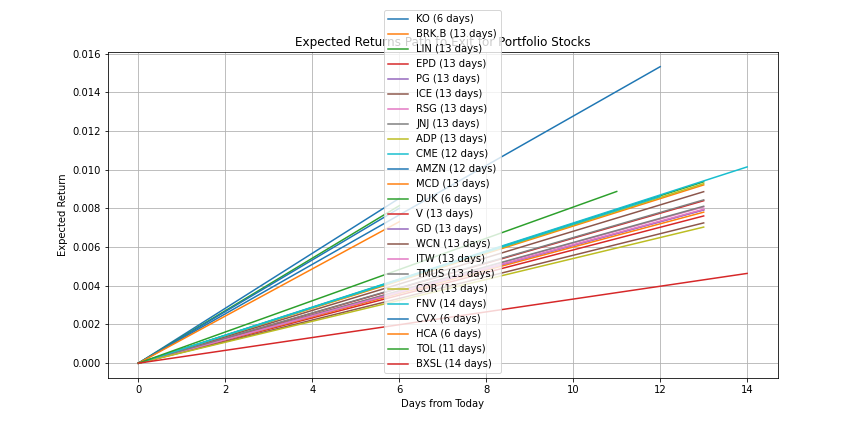 Expected Returns Path to Exit for Portfolio Stocks
KO (6 days)
BRK.B (13 days)
LIN (13 days)
EPD (13 days)
PG (13 days)
ICE (13 days)
RSG (13 days)
JNJ (13 days)
ADP (13 days)
CME (12 days)
AMZN (12 days)
MCD (13 days)
DUK (6 days)
V (13 days)
GD (13 days)
WCN (13 days)
ITW (13 days)
TMUS (13 days)
COR (13 days)
FNV (14 days)
CVX (6 days)
HCA (6 days)
TOL (11 days)
BXSL (14 days)
Expected Return
0.016
0.014
0.012
0.010
0.008
0.006
0.004
0.002
0.000
0 2 4 6 8 10 12 14
Days from Today